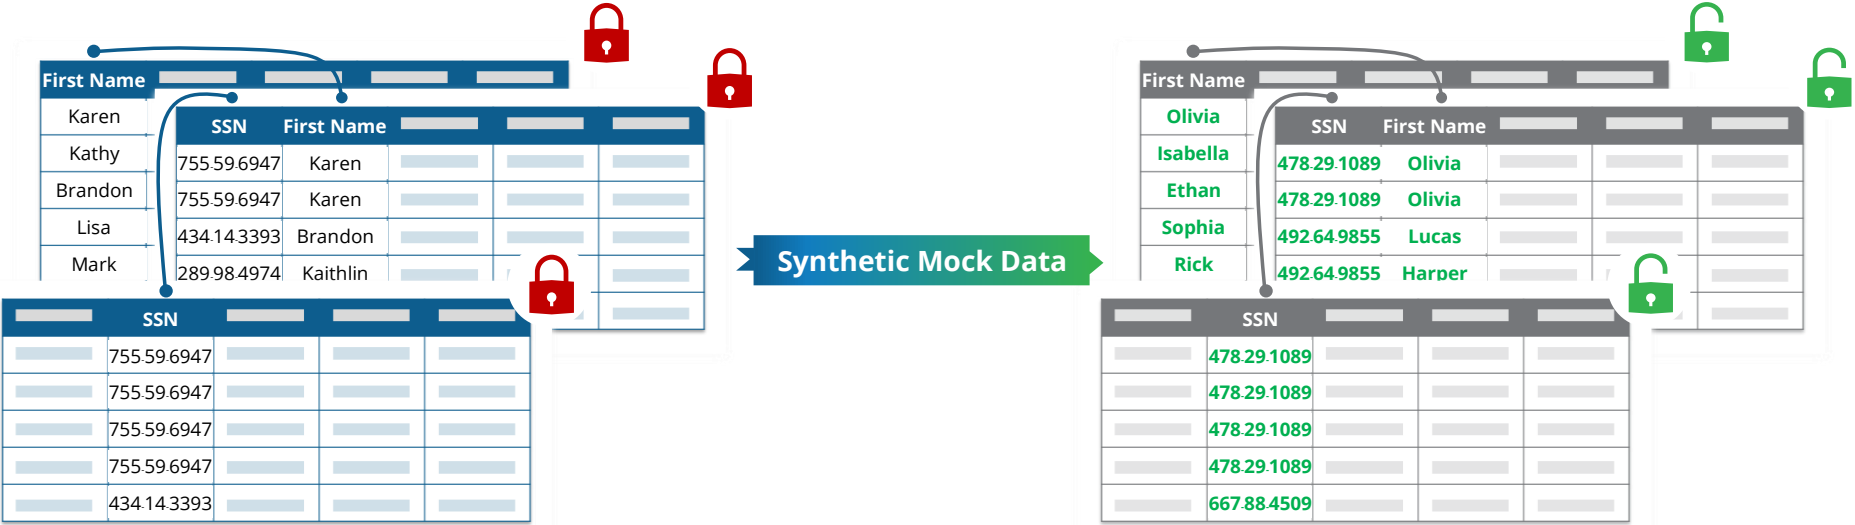 First Name
Karen
Kathy
Brandon
Lisa
Mark
SSN First Name
755-59-6947 Karen
755-59-6947 Karen
434-14-3393 Brandon
289-98-4974 Kaithlin
SSN
755-59-6947
755-59-6947
755-59-6947
755-59-6947
434-14-3393
Synthetic Mock Data
First Name
Olivia
Isabella
Ethan
Sophia
Rick
SSN First Name
478-29-1089 Olivia
478-29-1089 Olivia
492-64-9855 Lucas
492-64-9855 Harper
SSN
478-29-1089
478-29-1089
478-29-1089
478-29-1089
667-88-4509